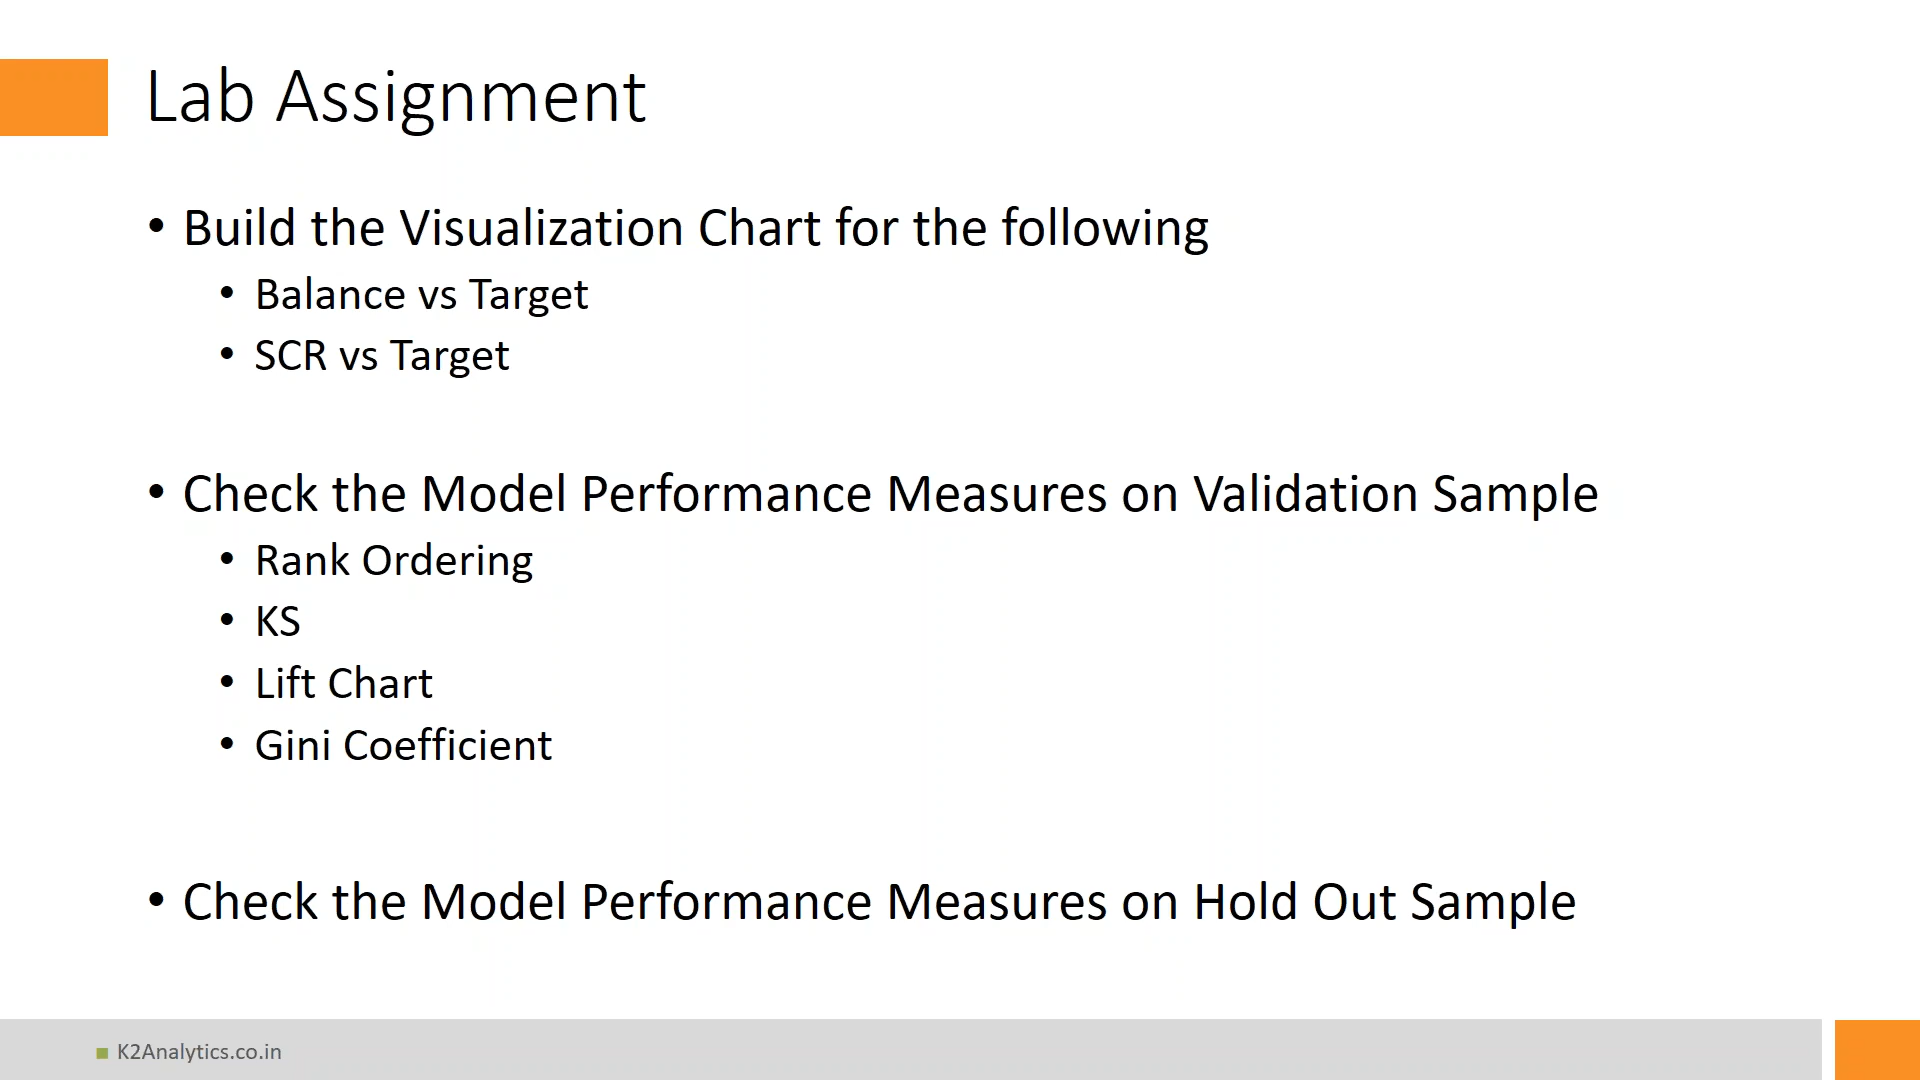 Lab Assignment
• Build the Visualization Chart for the following
• Balance vs Target
• SCR vs Target
• Check the Model Performance Measures on Validation Sample
• Rank Ordering
• KS
• Lift Chart
• Gini Coefficient
• Check the Model Performance Measures on Hold Out Sample
K2Analytics.co.in